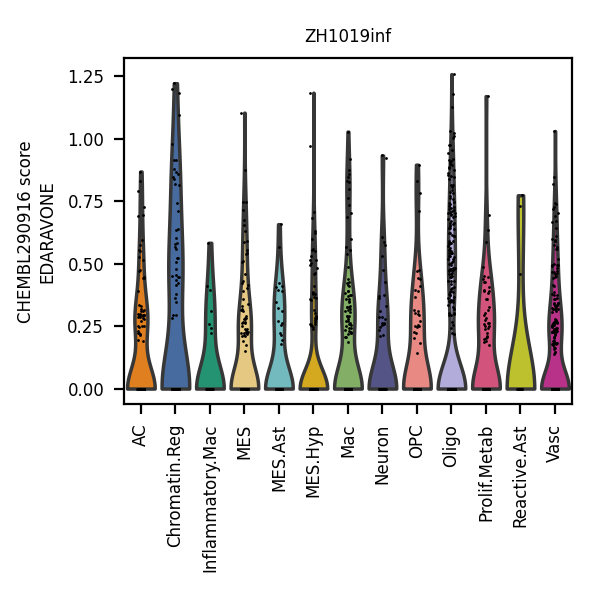 ZH1019inf
CHEMBL290916 score
EDARAVONE
1.25
1.00
0.75
0.50
0.25
0.00
AC
Chromatin.Reg
Inflammatory.Mac
MES
MES.Ast
MES.Hyp
Mac
Neuron
OPC
Oligo
Prolif.Metab
Reactive.Ast
Vasc